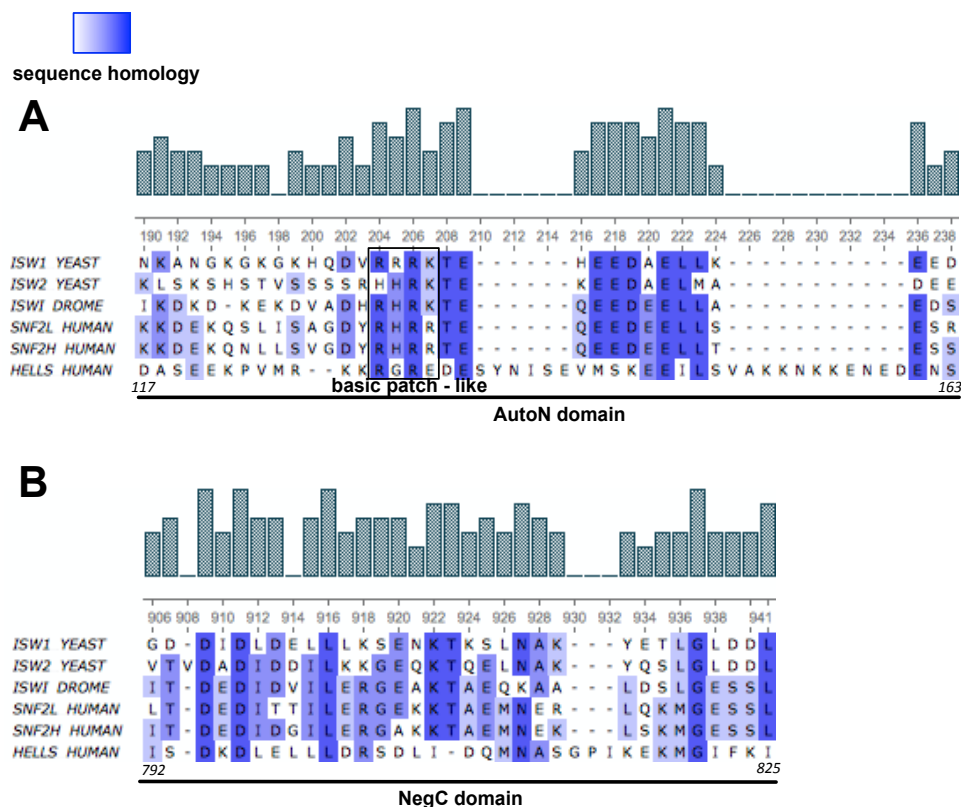 sequence homology
A
190 192 194 196 198 200 202 204 206 208 210 212 214 216 218 220 222 224 226 228 230 232 234 236 238
ISW1 YEAST N K A N G K G K G K H Q D V R R R K T E - - - - - - H E E D A E L L K - - - - - - - - - - - E E D
ISW2 YEAST K L S K S H S T V S S S S R H H R K T E - - - - - - K E E D A E L M A - - - - - - - - - - - D E E
ISWI DROME I K D K D - K E K D V A D H R H R K T E - - - - - - Q E E D E E L L S - - - - - - - - - - - E D S
SNF2L HUMAN K K D E K Q S L I S A G D Y R H R R T E - - - - - - Q E E D E E L L S - - - - - - - - - - - E S R
SNF2H HUMAN K K D E K Q N L L S V G D Y R H R R T E - - - - - - Q E E D E E L L T - - - - - - - - - - - E S S
HELLS HUMAN D A S E E K P V M R - - K K R G R E D E S Y N I S E V M S K E E I L S V A K K N K K E N E D E N S
117 basic patch - like 163
AutoN domain
B
906 908 910 912 914 916 918 920 922 924 926 928 930 932 934 936 938 941
ISW1 YEAST G D - D I D L D E L L L K S E N K T K S L N A K - - - Y E T L G L D D L
ISW2 YEAST V T V D A D I D D I L K K G E Q K T Q E L N A K - - - Y Q S L G L D D L
ISWI DROME I T - D E D I D V I L E R G E A K T A E Q K A A - - - L D S L G E S S L
SNF2L HUMAN L T - D E D I T T I L E R G E K K T A E M N E R - - - L Q K M G E S S L
SNF2H HUMAN I T - D E D I D G I L E R G A K K T A E M N E K - - - L S K M G E S S L
HELLS HUMAN I S - D K D L E L L L D R S D L I - D Q M N A S G P I K E K M G I F K I
792 825
NegC domain